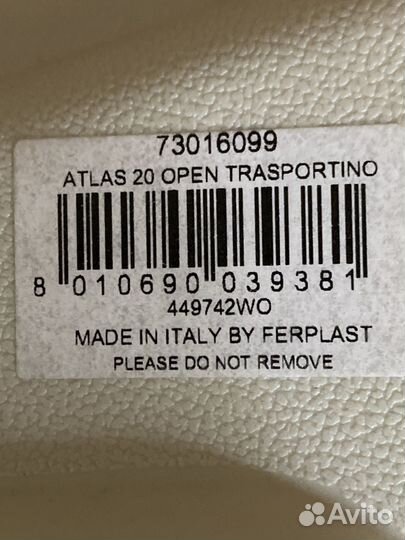 73016099
ATLAS 20 OPEN TRASPORTINO
8 010690 039381
449742WO
MADE IN ITALY BY FERPLAST
PLEASE DO NOT REMOVE
Avito